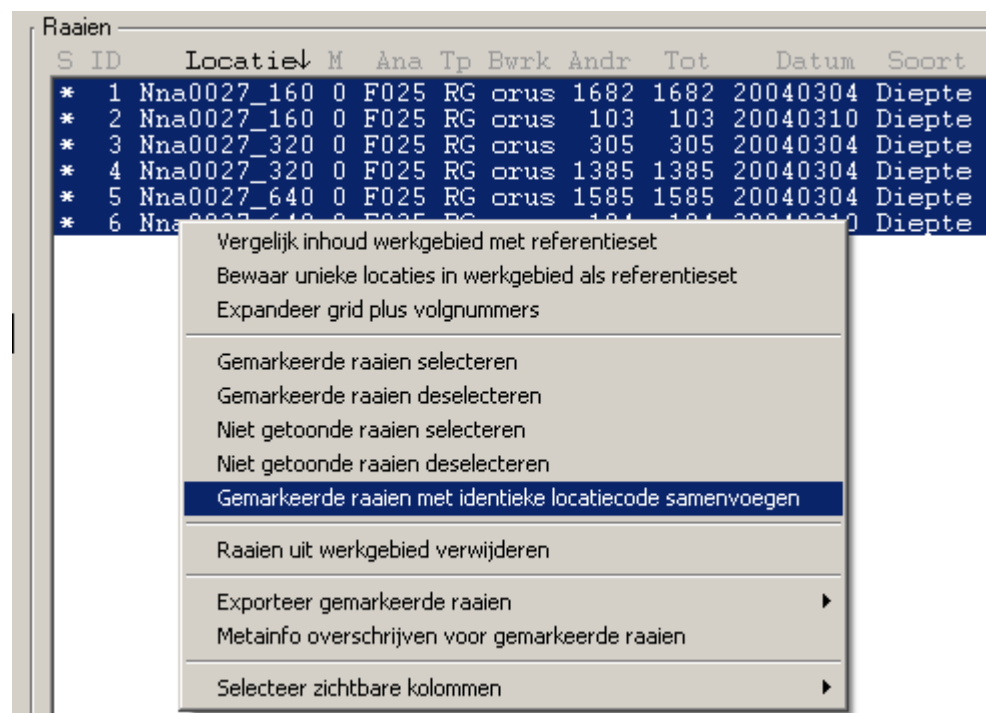 Raaien
S ID Locatie↓ M Ana Tp Bwrk Andr Tot Datum Soort
* 1 Nna0027_160 0 F025 RG orus 1682 1682 20040304 Diepte
* 2 Nna0027_160 0 F025 RG orus 103 103 20040310 Diepte
* 3 Nna0027_320 0 F025 RG orus 305 305 20040304 Diepte
* 4 Nna0027_320 0 F025 RG orus 1385 1385 20040304 Diepte
* 5 Nna0027_640 0 F025 RG orus 1585 1585 20040304 Diepte
* 6 Diepte
Vergelijk inhoud werkgebied met referentieset
Bewaar unieke locaties in werkgebied als referentieset
Expandeer grid plus volgnummers
Gemarkeerde raaien selecteren
Gemarkeerde raaien deselecteren
Niet getoonde raaien selecteren
Niet getoonde raaien deselecteren
Gemarkeerde raaien met identieke locatiecode samenvoegen
Raaien uit werkgebied verwijderen
Exporteer gemarkeerde raaien
Metainfo overschrijven voor gemarkeerde raaien
Selecteer zichtbare kolommen